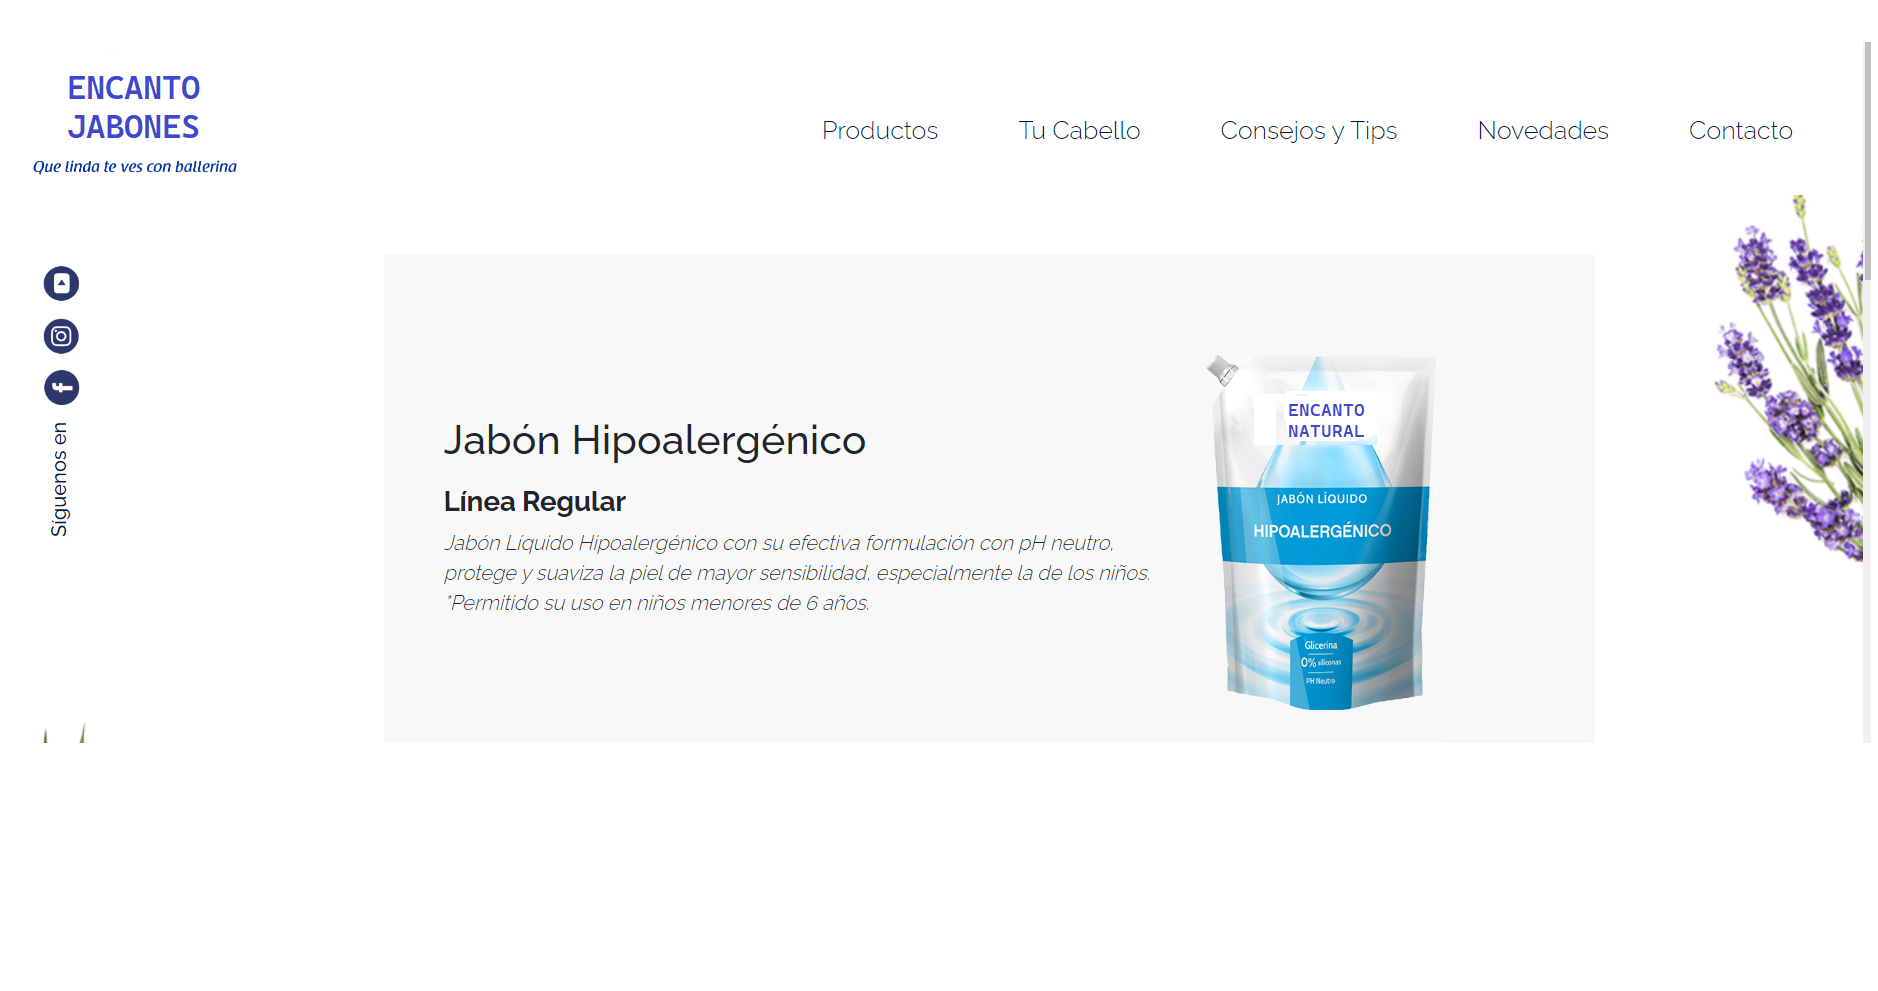 ENCANTO
JABONES
Que linda te ves con ballerina
Productos
Tu Cabello
Consejos y Tips
Novedades
Contacto
Síguenos en
Jabón Hipoalergénico
Línea Regular
Jabón Líquido Hipoalergénico con su efectiva formulación con pH neutro,
protege y suaviza la piel de mayor sensibilidad, especialmente la de los niños.
*Permitido su uso en niños menores de 6 años.
ENCANTO
NATURAL
JABÓN LÍQUIDO
HIPOALERGÉNICO
Glicerina
0% siliconas
PH Neutro